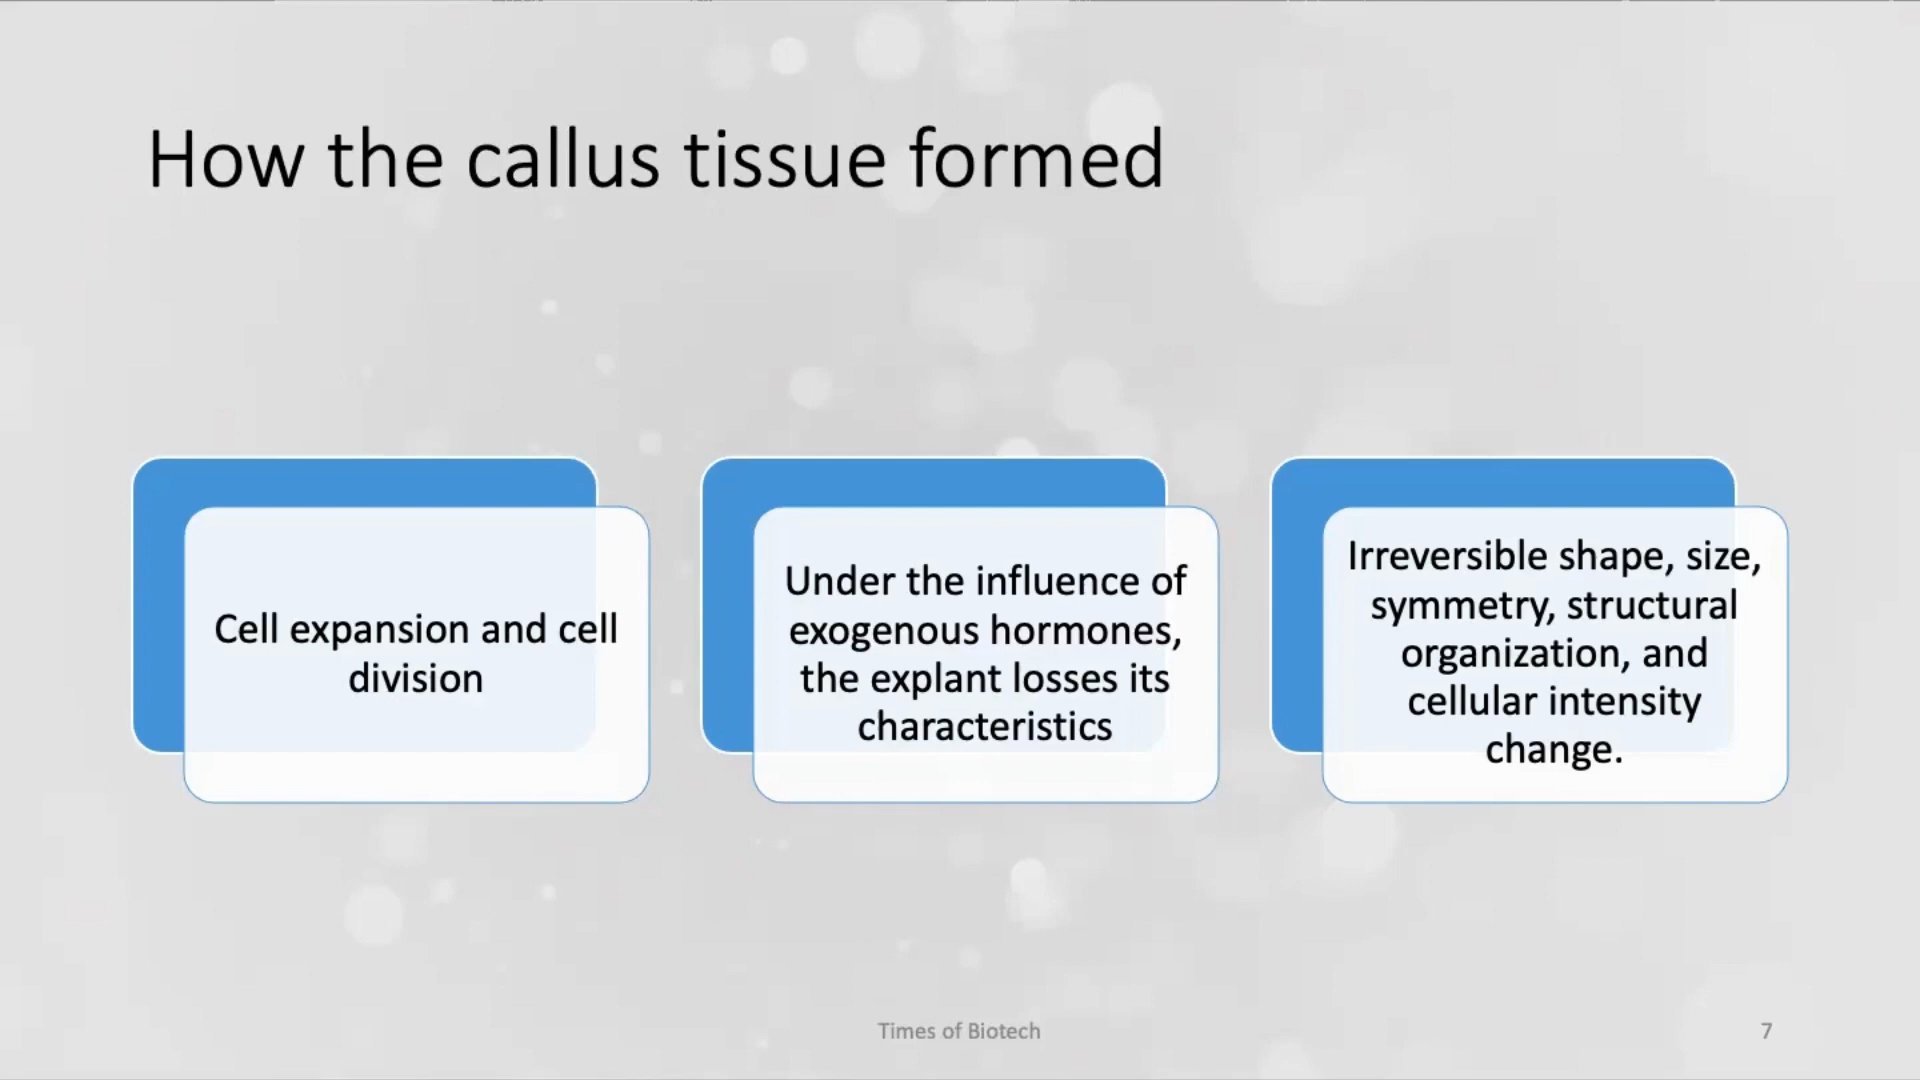 How the callus tissue formed
Cell expansion and cell
division
Under the influence of
exogenous hormones,
the explant losses its
characteristics
Irreversible shape, size,
symmetry, structural
organization, and
cellular intensity
change.
Times of Biotech
7